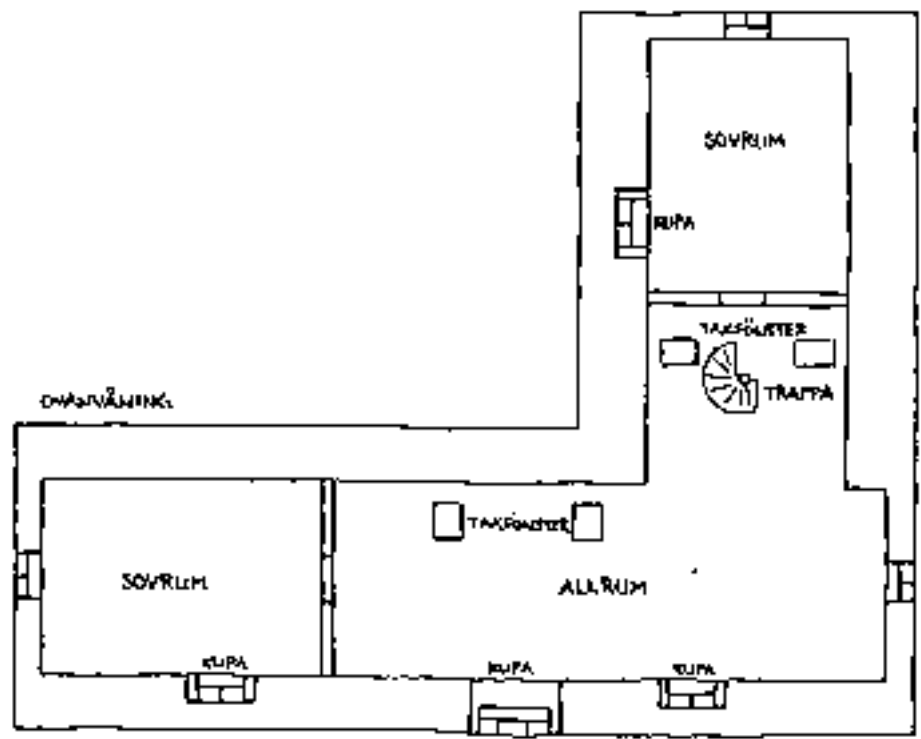 SOVRUM
KUPA
TAKFÖNSTER
TRAPPA
OVANVÅNING
TAKFÖNSTER
SOVRUM
ALLRUM
KUPA
KUPA
KUPA